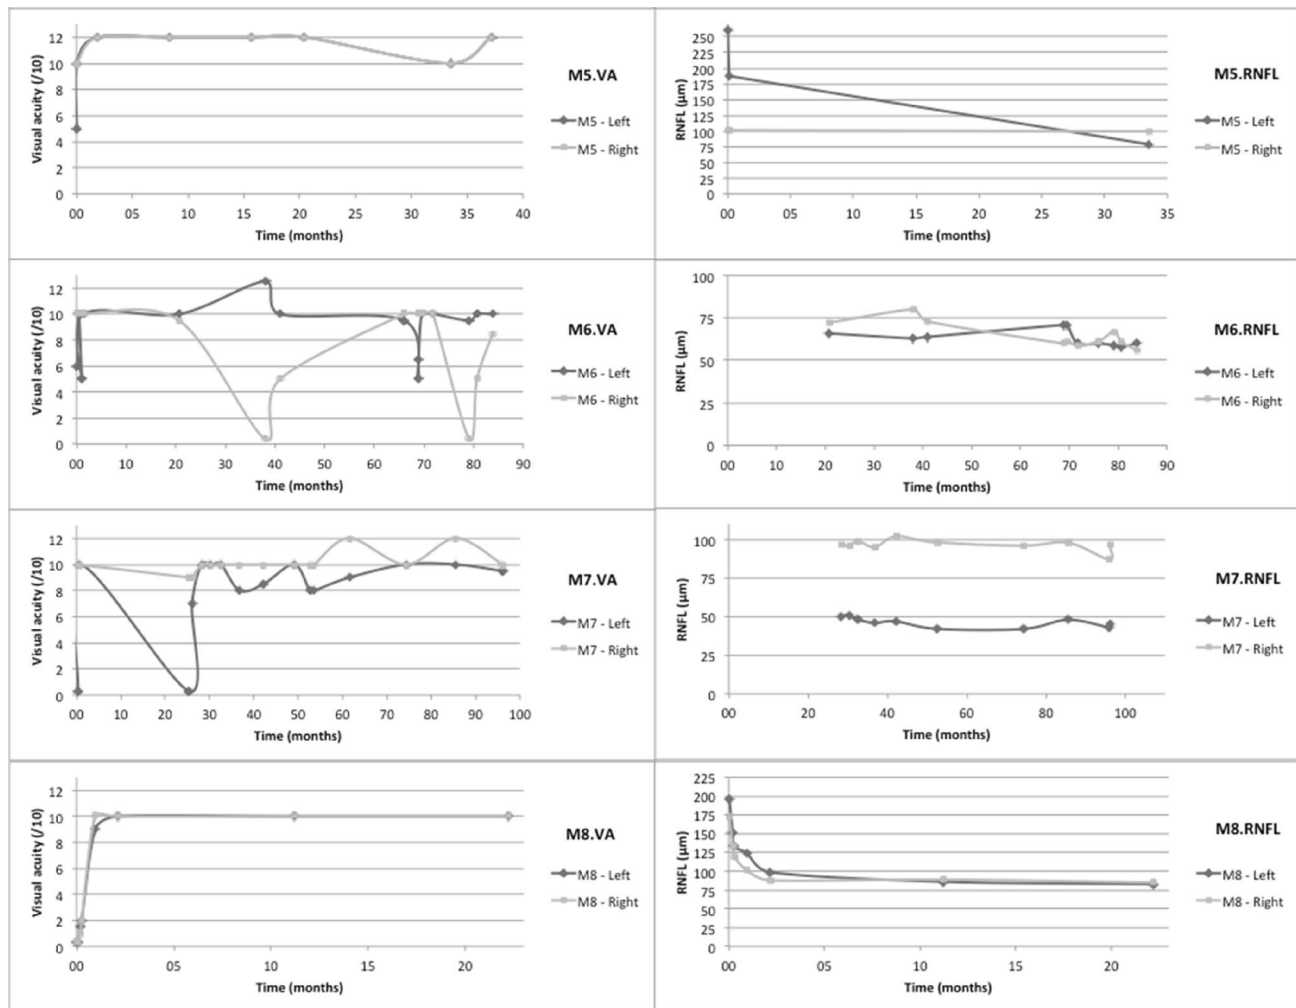 12
10
8
6
4
2
0
Visual acuity (/10)
00 05 10 15 20 25 30 35 40
Time (months)
M5.VA
M5 - Left
M5 - Right
250
225
200
175
150
125
100
75
50
25
0
RNFL (µm)
00 05 10 15 20 25 30 35
Time (months)
M5.RNFL
M5 - Left
M5 - Right
12
10
8
6
4
2
0
Visual acuity (/10)
00 10 20 30 40 50 60 70 80 90
Time (months)
M6.VA
M6 - Left
M6 - Right
100
75
50
25
0
RNFL (µm)
00 10 20 30 40 50 60 70 80 90
Time (months)
M6.RNFL
M6 - Left
M6 - Right
12
10
8
6
4
2
0
Visual acuity (/10)
00 10 20 30 40 50 60 70 80 90 100
Time (months)
M7.VA
M7 - Left
M7 - Right
100
75
50
25
0
RNFL (µm)
00 20 40 60 80 100
Time (months)
M7.RNFL
M7 - Left
M7 - Right
12
10
8
6
4
2
0
Visual acuity (/10)
00 05 10 15 20
Time (months)
M8.VA
M8 - Left
M8 - Right
225
200
175
150
125
100
75
50
25
0
RNFL (µm)
00 05 10 15 20
Time (months)
M8.RNFL
M8 - Left
M8 - Right